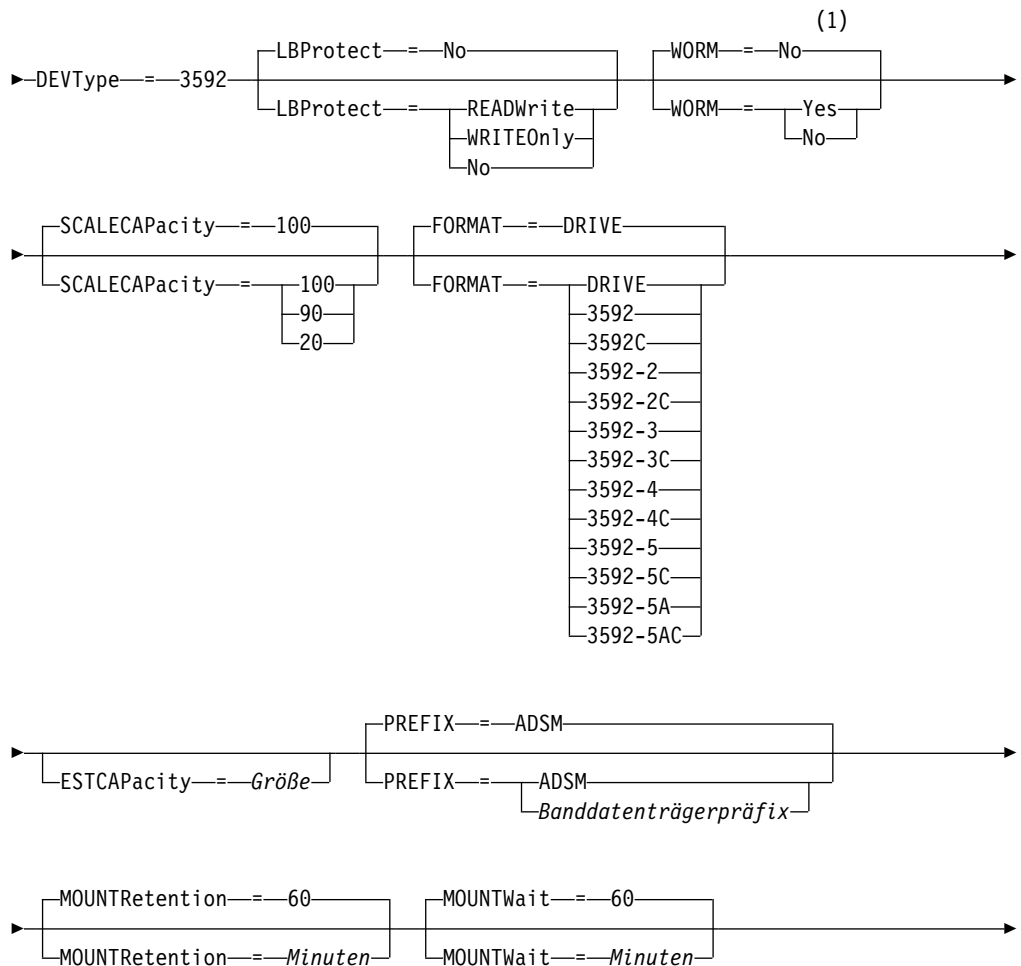 (1)
LBProtect = No WORM = No
DEVType = 3592
LBProtect = READWrite WORM = Yes
WRITEOnly No
No
SCALECAPacity = 100 FORMAT = DRIVE
SCALECAPacity = 100 FORMAT = DRIVE
90 3592
20 3592C
3592-2
3592-2C
3592-3
3592-3C
3592-4
3592-4C
3592-5
3592-5C
3592-5A
3592-5AC
PREFIX = ADSM
ESTCAPacity = Größe PREFIX = ADSM
Banddatenträgerpräfix
MOUNTRetention = 60 MOUNTWait = 60
MOUNTRetention = Minuten MOUNTWait = Minuten